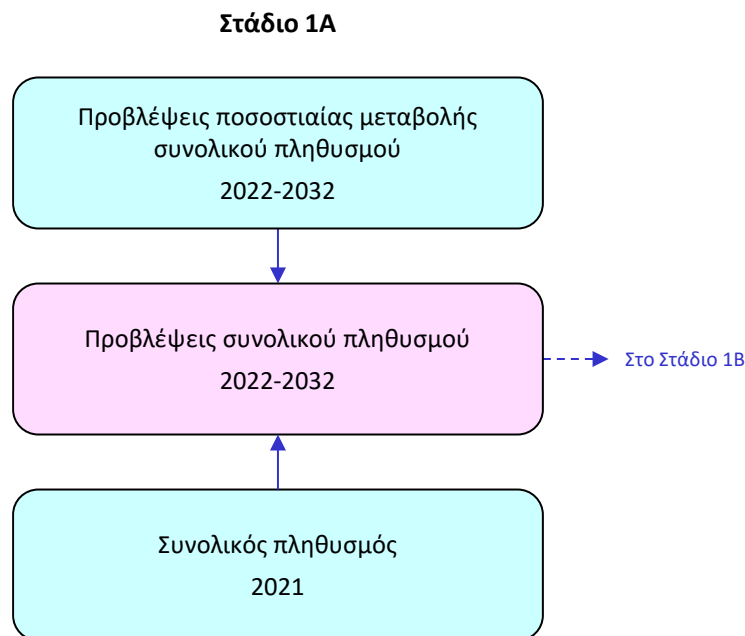 Στάδιο 1Α
Προβλέψεις ποσοστιαίας μεταβολής
συνολικού πληθυσμού
2022-2032
Προβλέψεις συνολικού πληθυσμού
2022-2032
Στο Στάδιο 1Β
Συνολικός πληθυσμός
2021